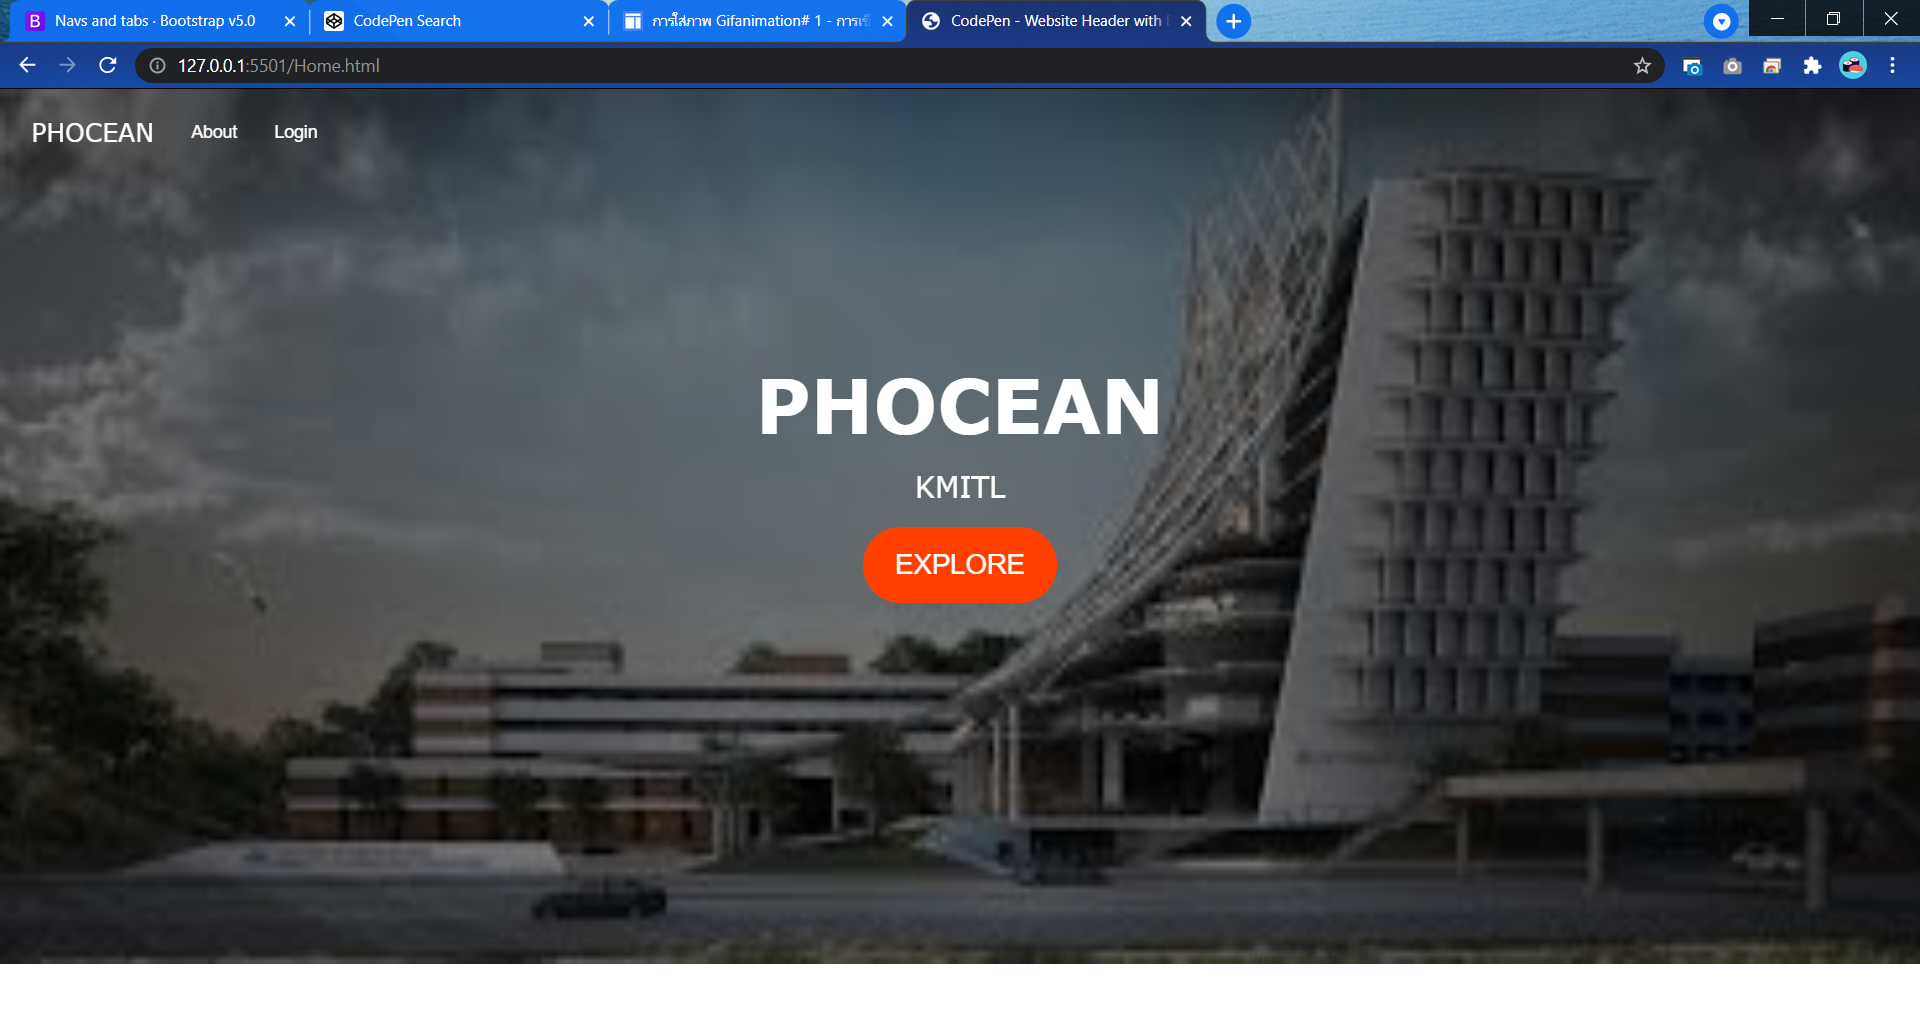 Navs and tabs · Bootstrap v5.0
CodePen Search
การใส่ภาพ Gifanimation# 1 - การเข
CodePen - Website Header with
127.0.0.1:5501/Home.html
PHOCEAN About Login
PHOCEAN
KMITL
EXPLORE